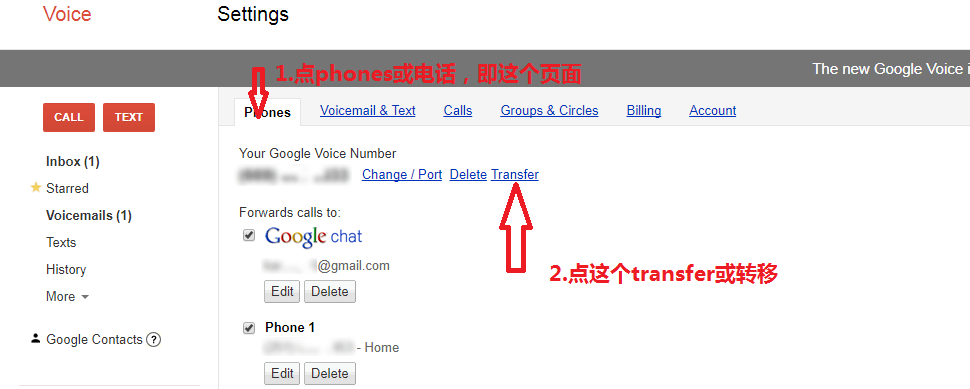 Voice
Settings
1.点phones或电话，即这个页面
The new Google Voice i
CALL
TEXT
Phones
Voicemail & Text
Calls
Groups & Circles
Billing
Account
Inbox (1)
Starred
Voicemails (1)
Texts
History
More
Google Contacts ?
Your Google Voice Number
Change / Port Delete Transfer
Forwards calls to:
Google chat
@gmail.com
Edit Delete
2.点这个transfer或转移
Phone 1
- Home
Edit Delete